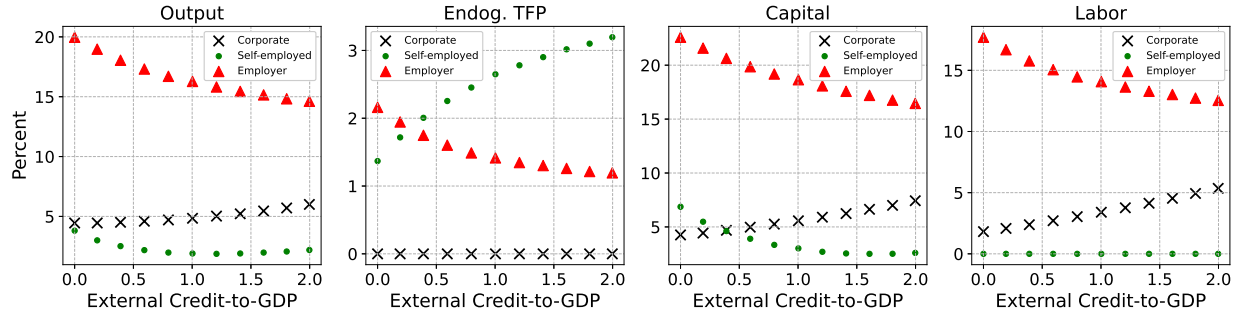 Output
Endog. TFP
Capital
Labor
Percent
20
15
10
5
0.0 0.5 1.0 1.5 2.0
External Credit-to-GDP
Corporate
Self-employed
Employer
3
2
1
0
0.0 0.5 1.0 1.5 2.0
External Credit-to-GDP
Corporate
Self-employed
Employer
20
15
10
5
0.0 0.5 1.0 1.5 2.0
External Credit-to-GDP
Corporate
Self-employed
Employer
15
10
5
0
0.0 0.5 1.0 1.5 2.0
External Credit-to-GDP
Corporate
Self-employed
Employer